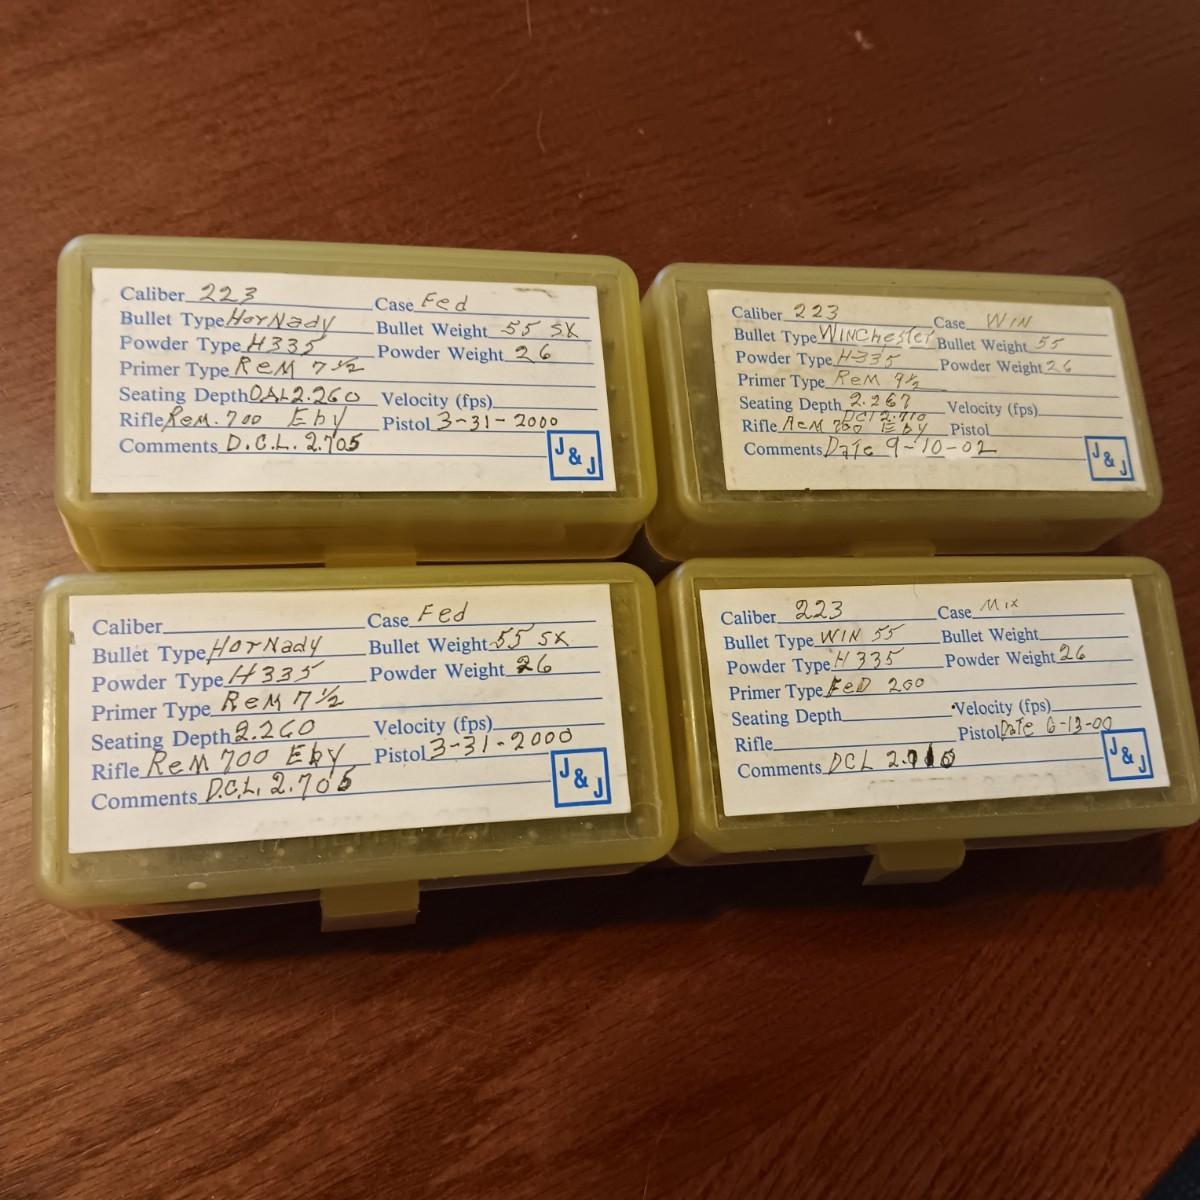 Caliber 223 Case Fed
Bullet Type HorNady Bullet Weight 55 SX
Powder Type H335 Powder Weight 26
Primer Type ReM 7½
Seating Depth OAL 2.260 Velocity (fps)
Rifle ReM. 700 Eby Pistol 3-31-2000
Comments D.C.L. 2.705
J & J
Caliber 223 Case WIN
Bullet Type WINChester Bullet Weight 55
Powder Type H335 Powder Weight 26
Primer Type ReM 7½
Seating Depth 2.267 Velocity (fps)
DCL 2.710
Rifle ReM 700 Eby Pistol
Comments Date 9-10-02
J & J
Caliber Case Fed
Bullet Type HorNady Bullet Weight 55 SX
Powder Type H335 Powder Weight 26
Primer Type ReM 7½
Seating Depth 2.260 Velocity (fps)
Rifle ReM 700 Eby Pistol 3-31-2000
Comments D.C.L. 2.705
J & J
Caliber 223 Case Mix
Bullet Type WIN 55 Bullet Weight
Powder Type H335 Powder Weight 26
Primer Type FeD 200
Seating Depth Velocity (fps)
Rifle Pistol Date 6-13-00
Comments DCL
J & J